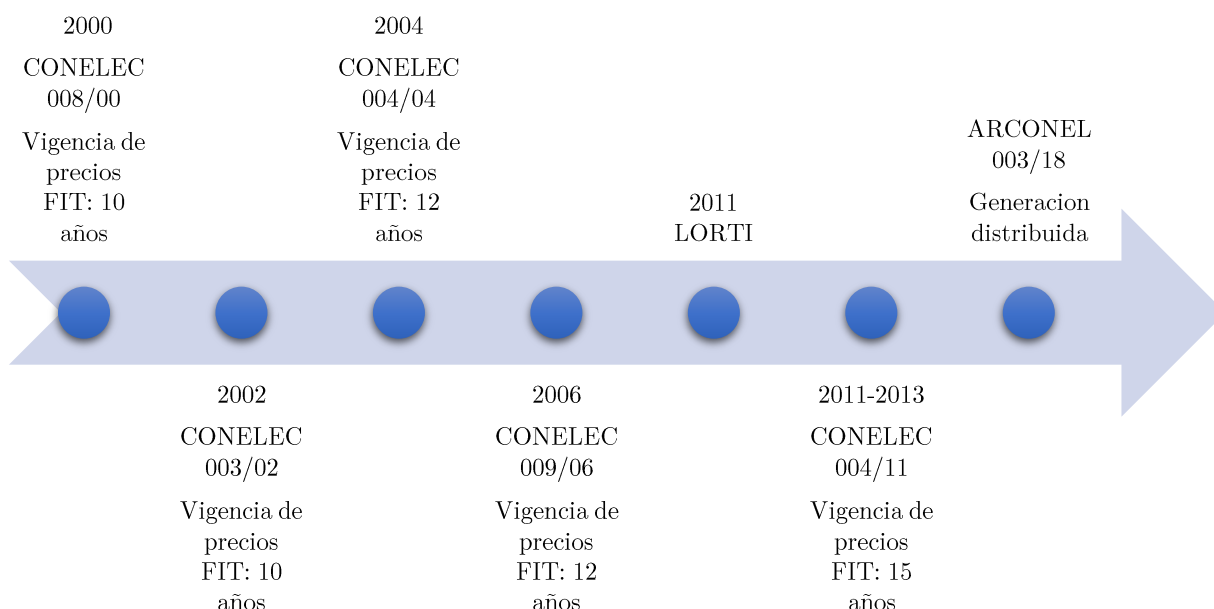 2000
CONELEC
008/00
Vigencia de
precios
FIT: 10
años
2002
CONELEC
003/02
Vigencia de
precios
FIT: 10
años
2004
CONELEC
004/04
Vigencia de
precios
FIT: 12
años
2006
CONELEC
009/06
Vigencia de
precios
FIT: 12
años
2011
LORTI
2011-2013
CONELEC
004/11
Vigencia de
precios
FIT: 15
años
ARCONEL
003/18
Generacion
distribuida